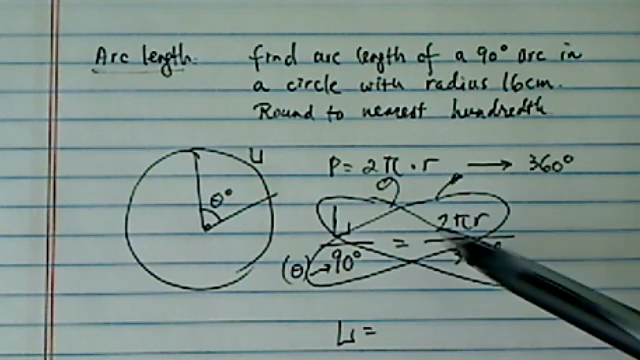 Arc length. find arc length of a 90° arc in
a circle with radius 16cm.
Round to nearest hundredth
L
θ°
P = 2π · r → 360°
L = 2πr
(θ) → 90°
L =